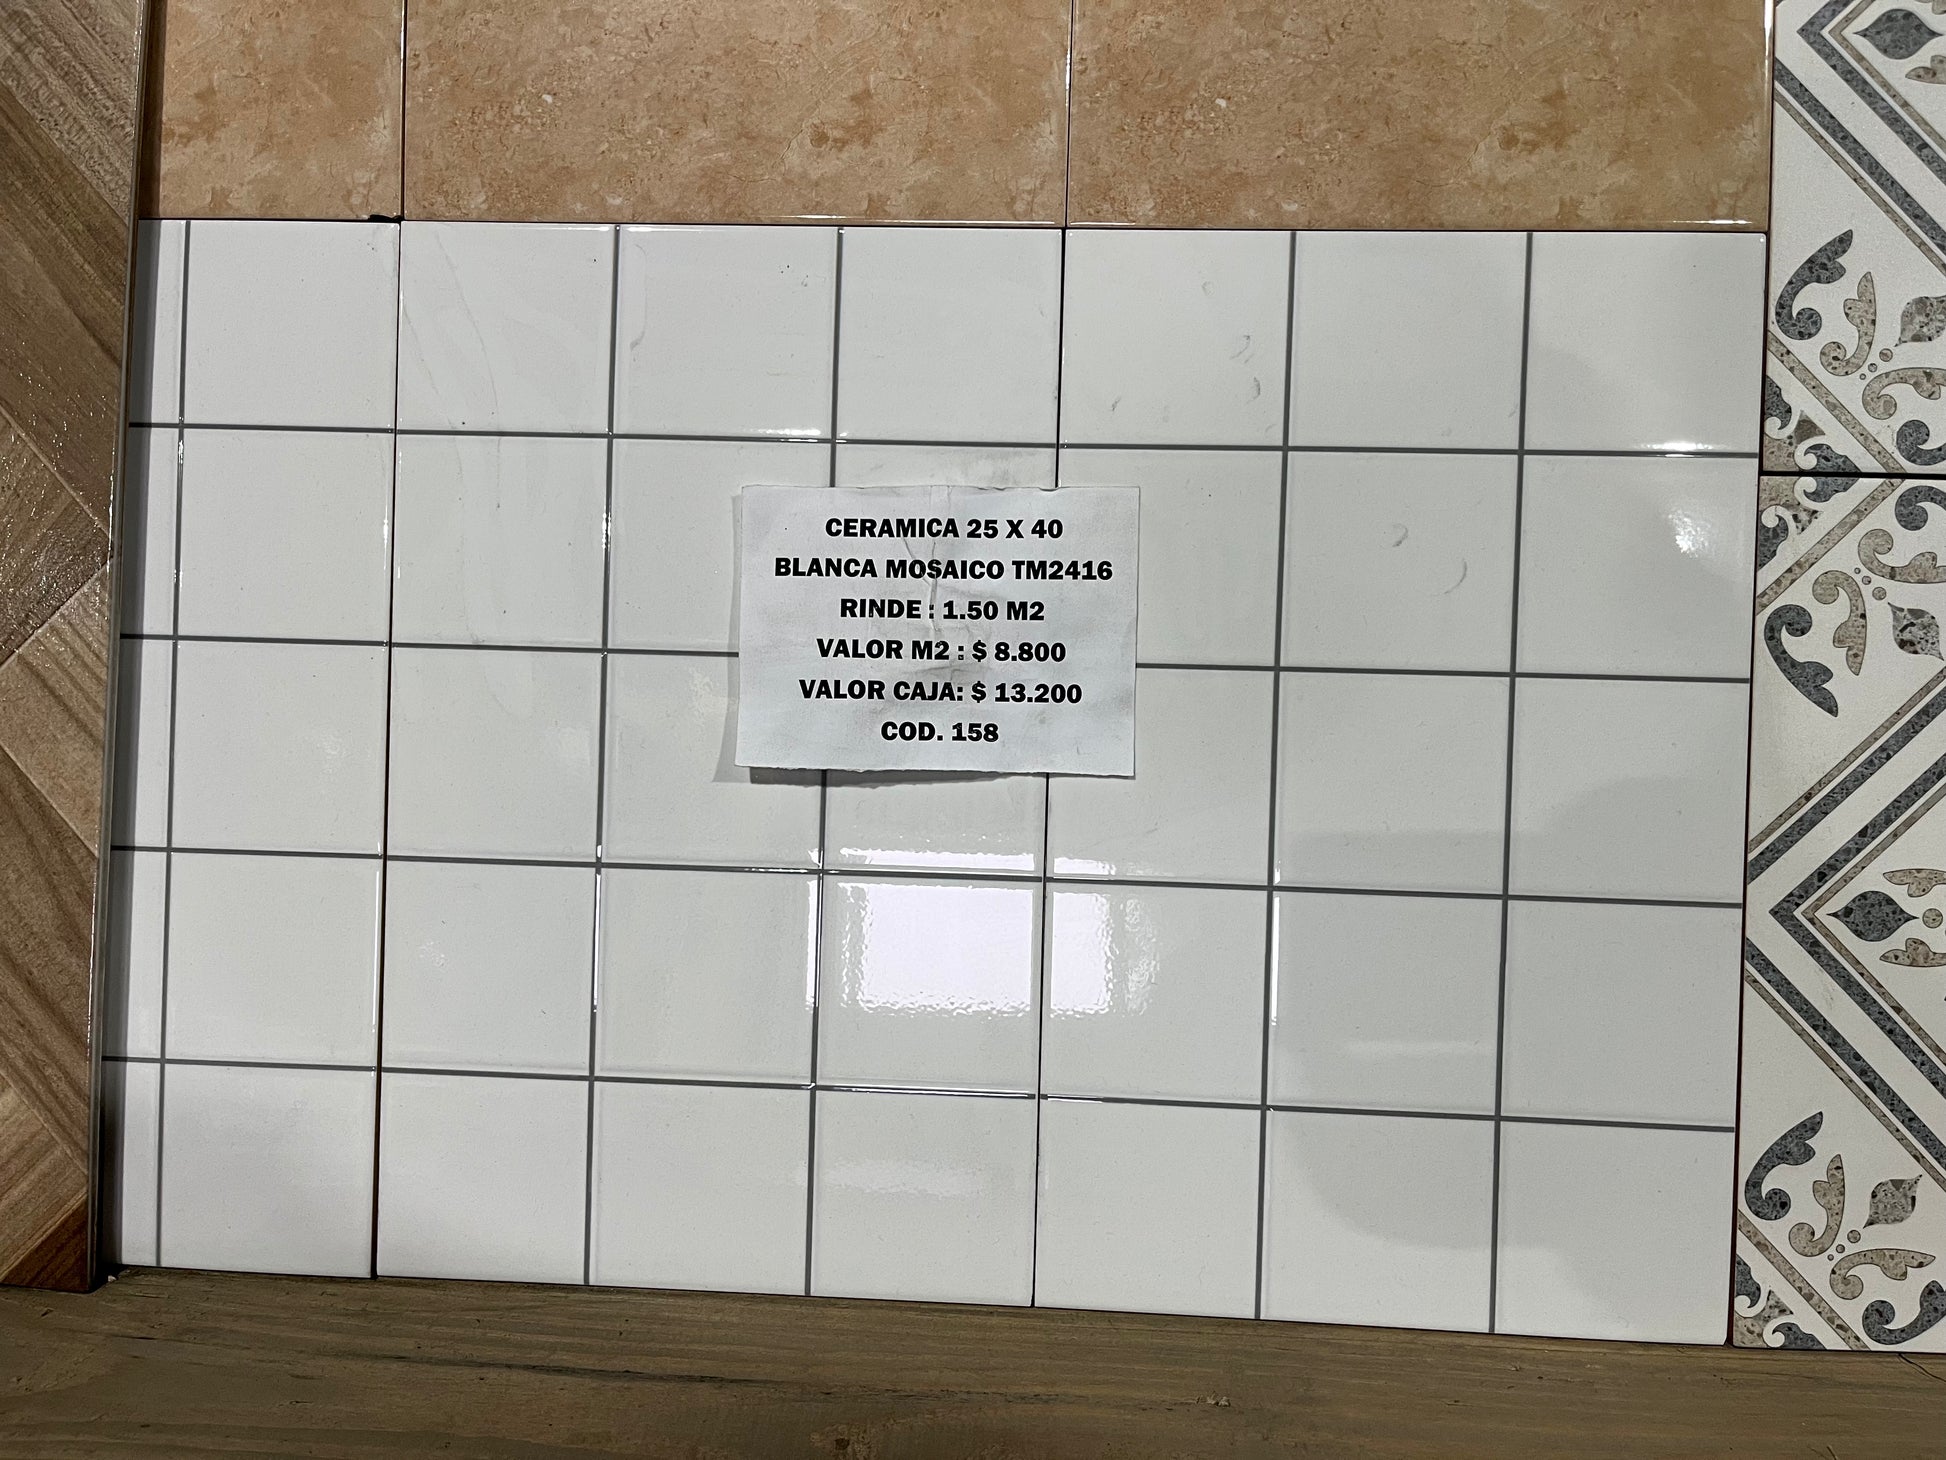 CERAMICA 25 X 40
BLANCA MOSAICO TM2416
RINDE : 1.50 M2
VALOR M2 : $ 8.800
VALOR CAJA: $ 13.200
COD. 158